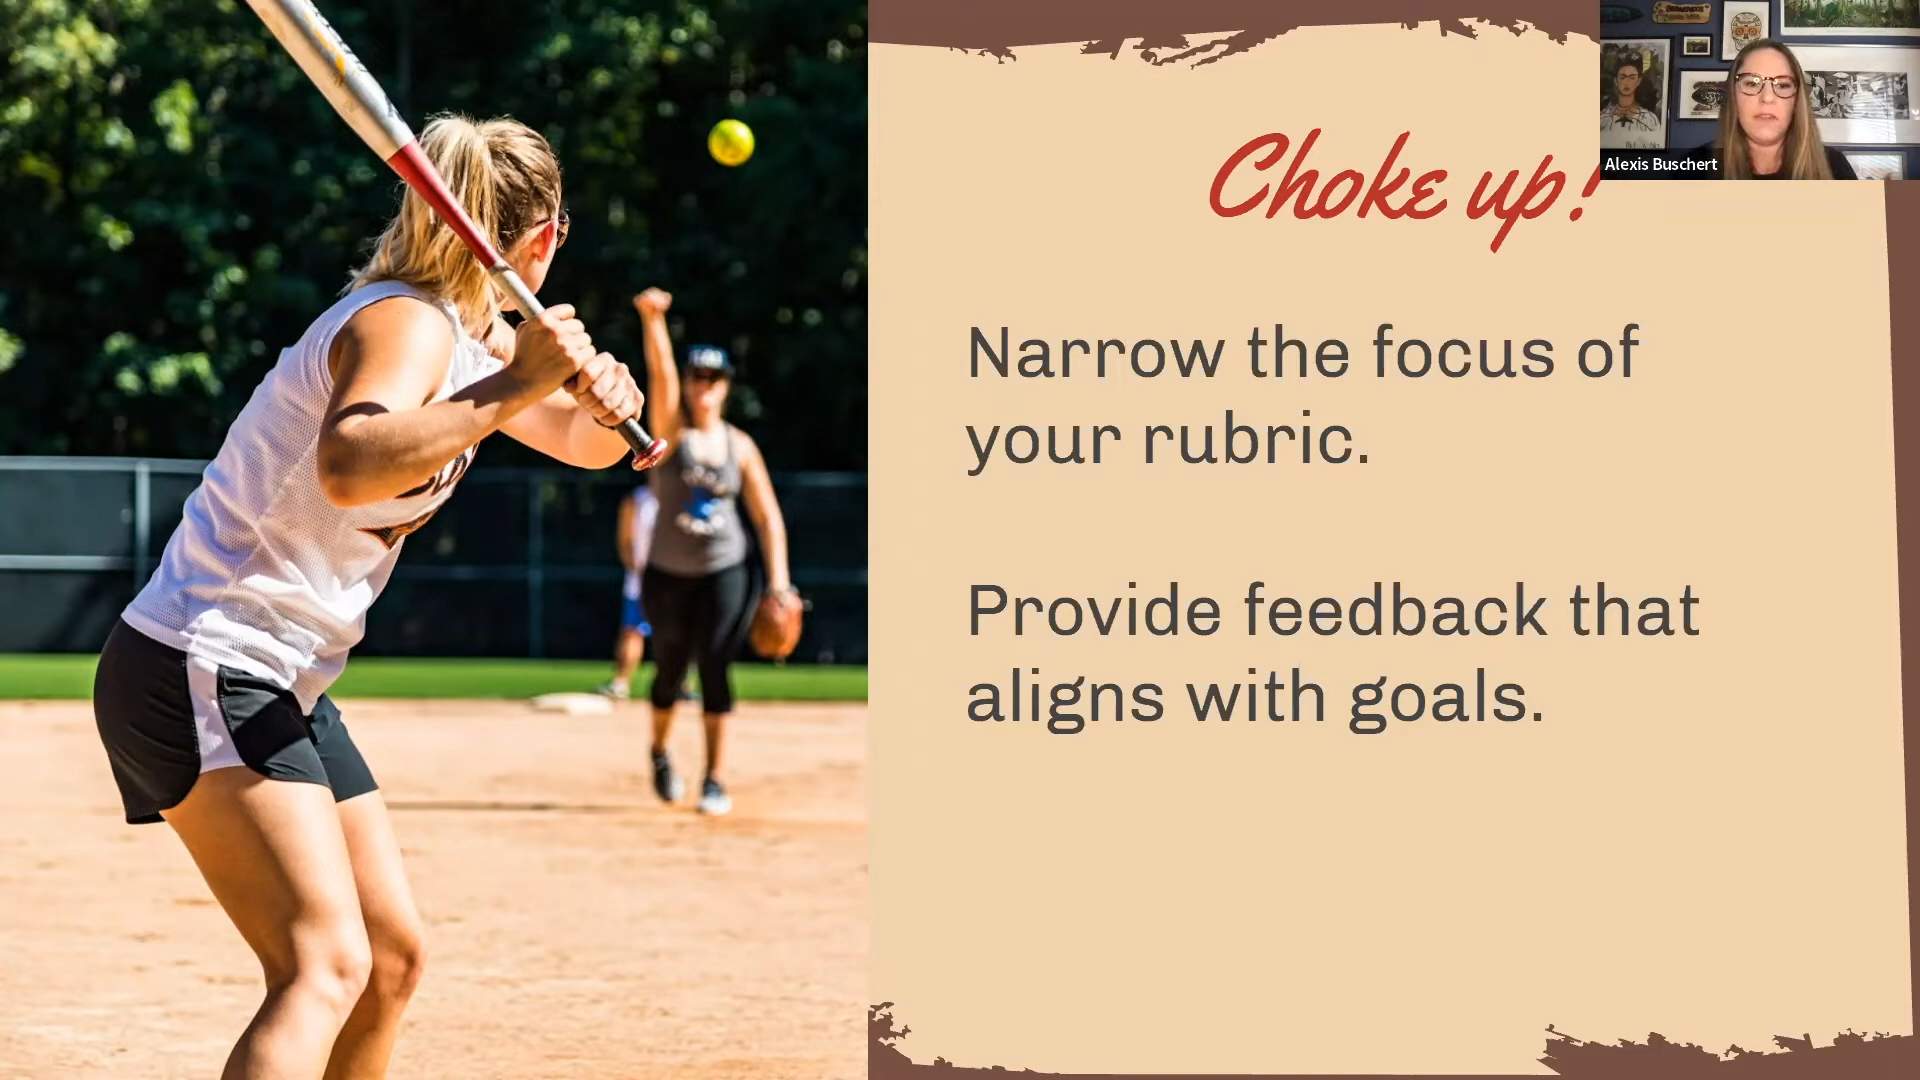 Choke up!
Alexis Buschert
Narrow the focus of
your rubric.
Provide feedback that
aligns with goals.